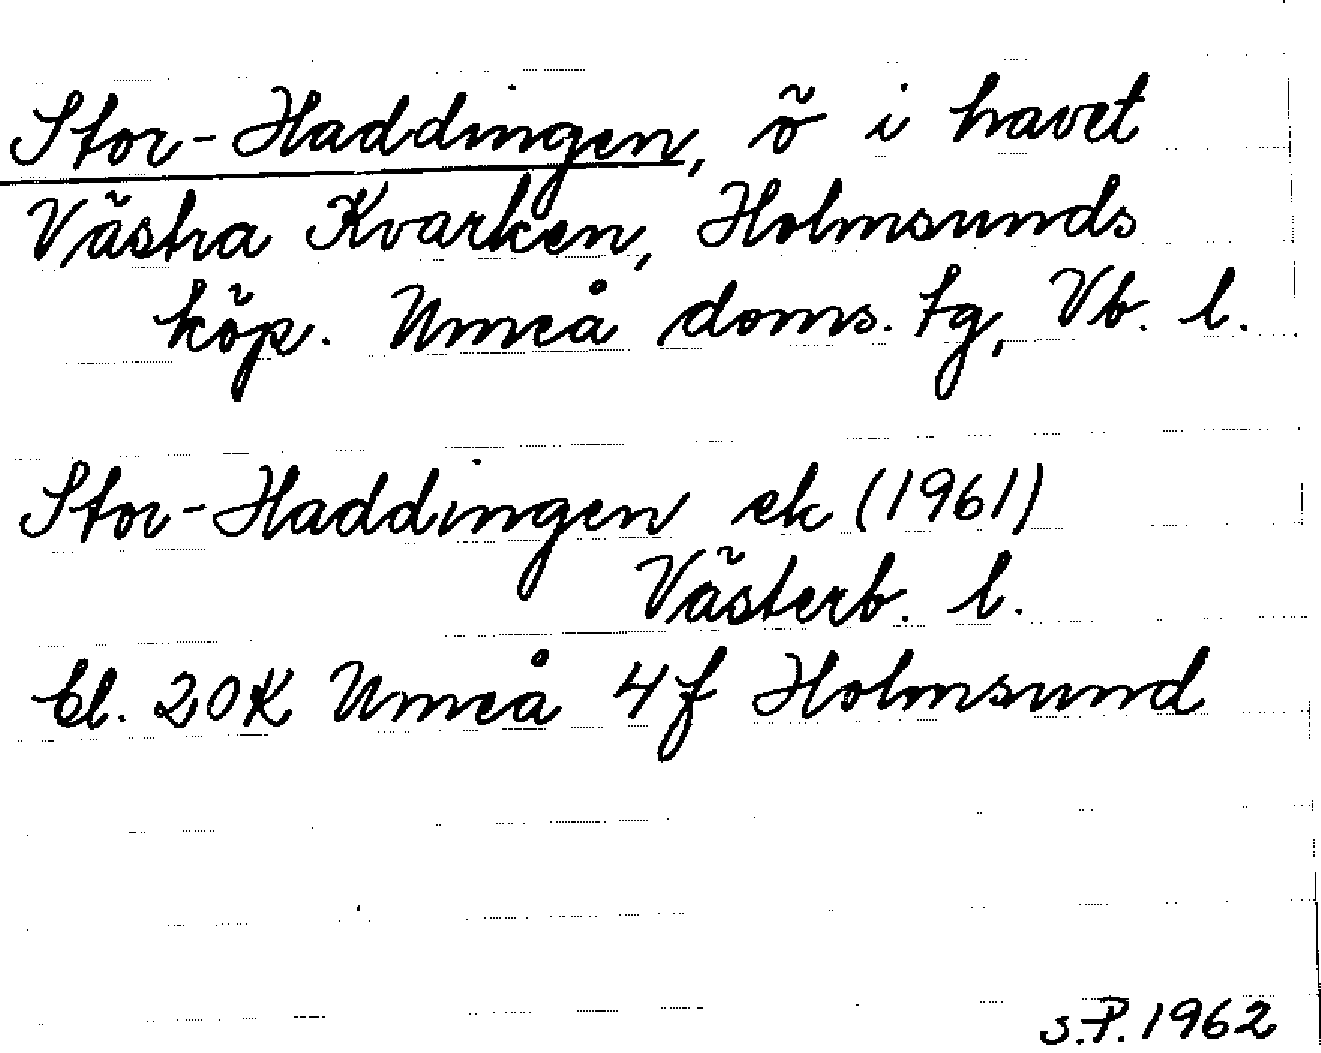 Stor-Haddingen, ö i havet
Västra Kvarken, Holmsunds
köp. Umeå doms. tg, Vb. l.
Stor-Haddingen ek (1961)
Västerb. l.
bl. 20K Umeå 4f Holmsund
S.P. 1962